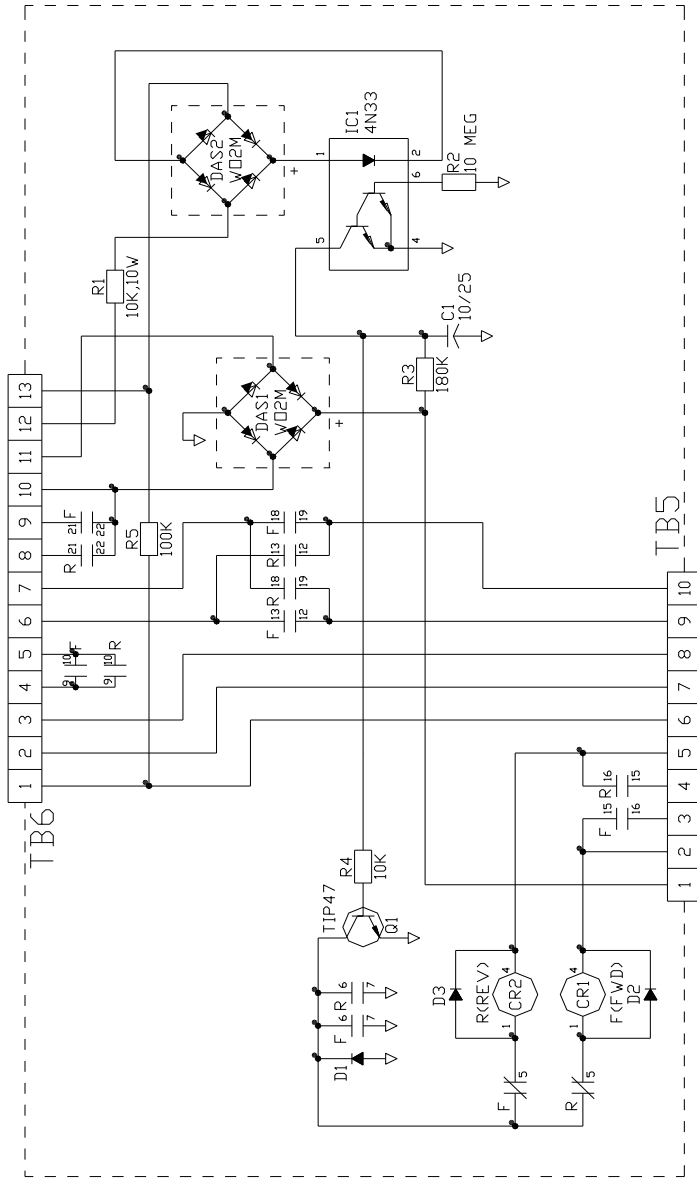 IC1
4N33
DAS2
W02M
+
1
2
6
5
4
R2
10 MEG
R1
10K,10W
C1
10/25
R3
180K
DAS1
W02M
+
13
12
11
10
9
8
7
6
5
4
3
2
1
TB6
R 21 22
F 21 22
R5
100K
F 10 9
R 10 9
F 18 19
R 13 12
R 18 19
F 13 12
TB5
10
9
8
7
6
5
4
3
2
1
R 16 15
F 15 16
R4
10K
TIP47
Q1
R 6 7
F 6 7
D1
D3
R(REV)
CR2
4
1
CR1
4
1
F(FWD)
D2
F 5
R 5